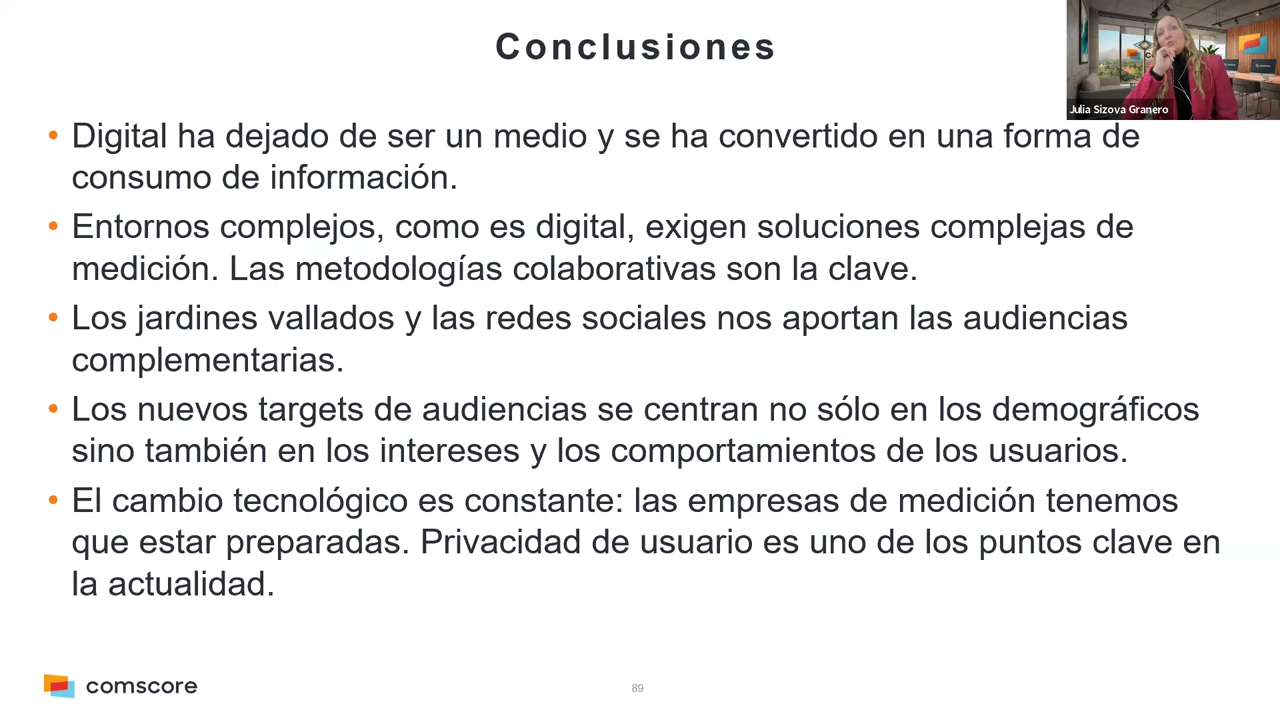 Conclusiones
Julia Sizova Granero
• Digital ha dejado de ser un medio y se ha convertido en una forma de
consumo de información.
• Entornos complejos, como es digital, exigen soluciones complejas de
medición. Las metodologías colaborativas son la clave.
• Los jardines vallados y las redes sociales nos aportan las audiencias
complementarias.
• Los nuevos targets de audiencias se centran no sólo en los demográficos
sino también en los intereses y los comportamientos de los usuarios.
• El cambio tecnológico es constante: las empresas de medición tenemos
que estar preparadas. Privacidad de usuario es uno de los puntos clave en
la actualidad.
comscore
89